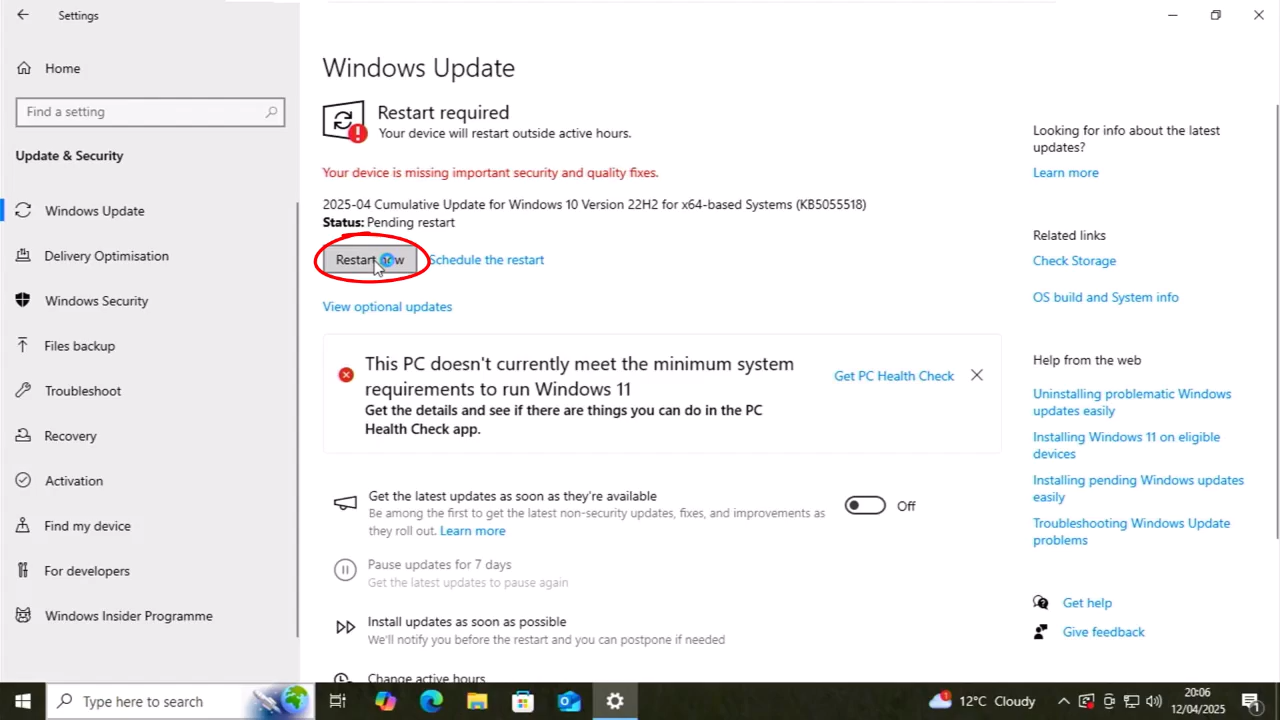 Settings
Home
Find a setting
Update & Security
Windows Update
Delivery Optimisation
Windows Security
Files backup
Troubleshoot
Recovery
Activation
Find my device
For developers
Windows Insider Programme
Windows Update
Restart required
Your device will restart outside active hours.
Your device is missing important security and quality fixes.
2025-04 Cumulative Update for Windows 10 Version 22H2 for x64-based Systems (KB5055518)
Status: Pending restart
Restart now
Schedule the restart
View optional updates
This PC doesn't currently meet the minimum system
requirements to run Windows 11
Get the details and see if there are things you can do in the PC
Health Check app.
Get PC Health Check
Get the latest updates as soon as they're available
Be among the first to get the latest non-security updates, fixes, and improvements as
they roll out. Learn more
Off
Pause updates for 7 days
Get the latest updates to pause again
Install updates as soon as possible
We'll notify you before the restart and you can postpone if needed
Change active hours
Looking for info about the latest
updates?
Learn more
Related links
Check Storage
OS build and System info
Help from the web
Uninstalling problematic Windows
updates easily
Installing Windows 11 on eligible
devices
Installing pending Windows updates
easily
Troubleshooting Windows Update
problems
Get help
Give feedback
Type here to search
1
12°C Cloudy
20:06
12/04/2025
1